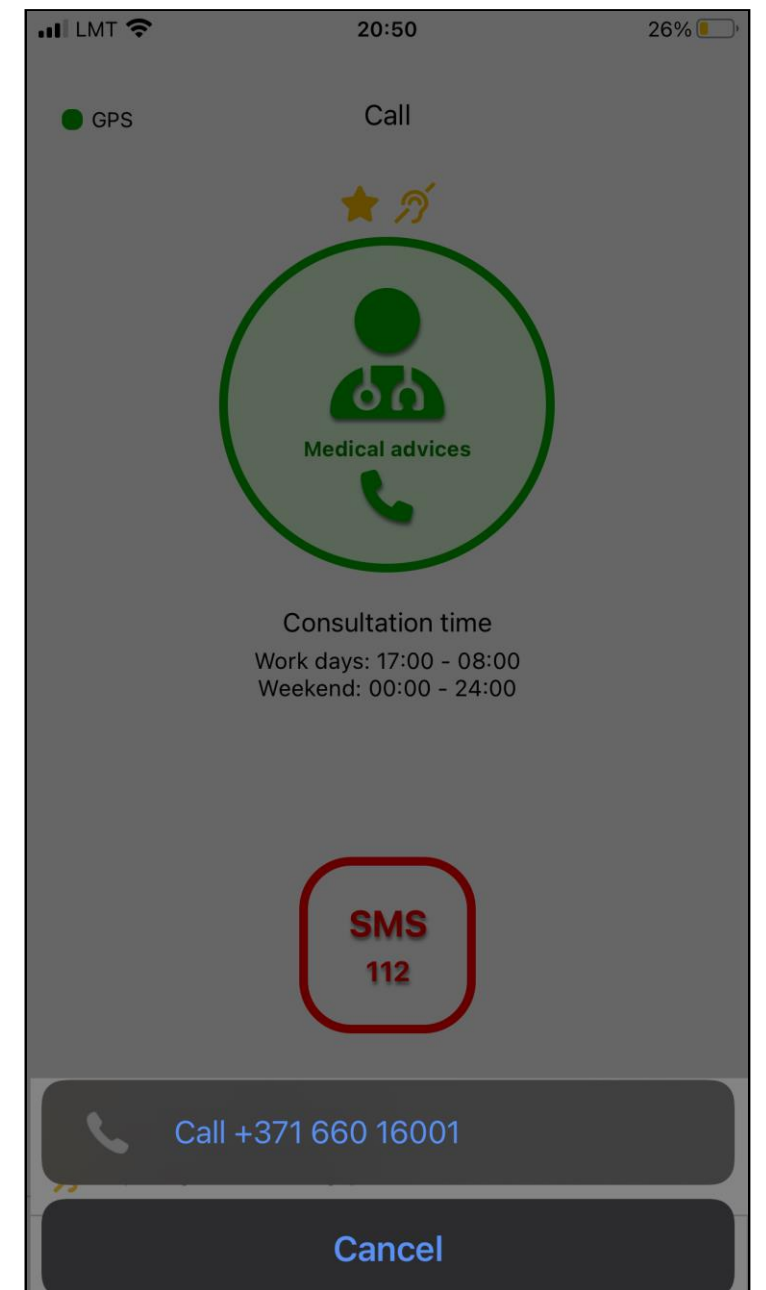 LMT 20:50 26%
GPS Call
Medical advices
Consultation time
Work days: 17:00 - 08:00
Weekend: 00:00 - 24:00
SMS
112
Call +371 660 16001
Cancel